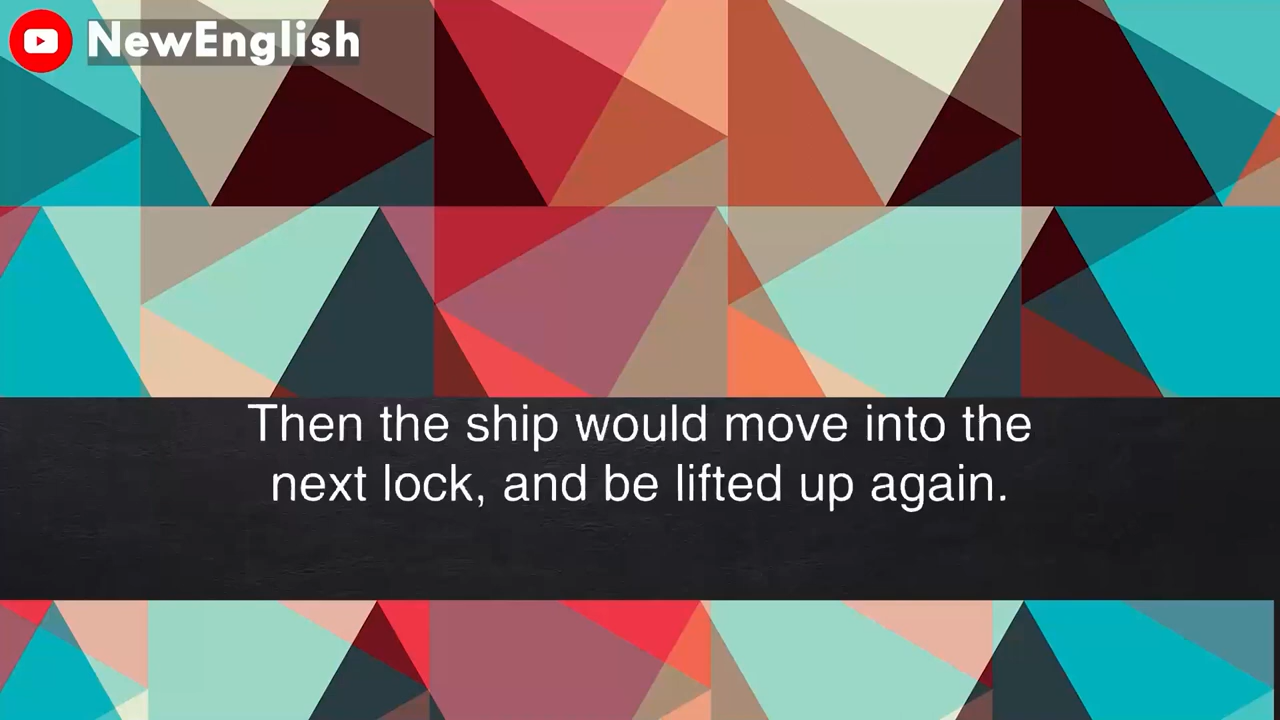 NewEnglish
Then the ship would move into the
next lock, and be lifted up again.